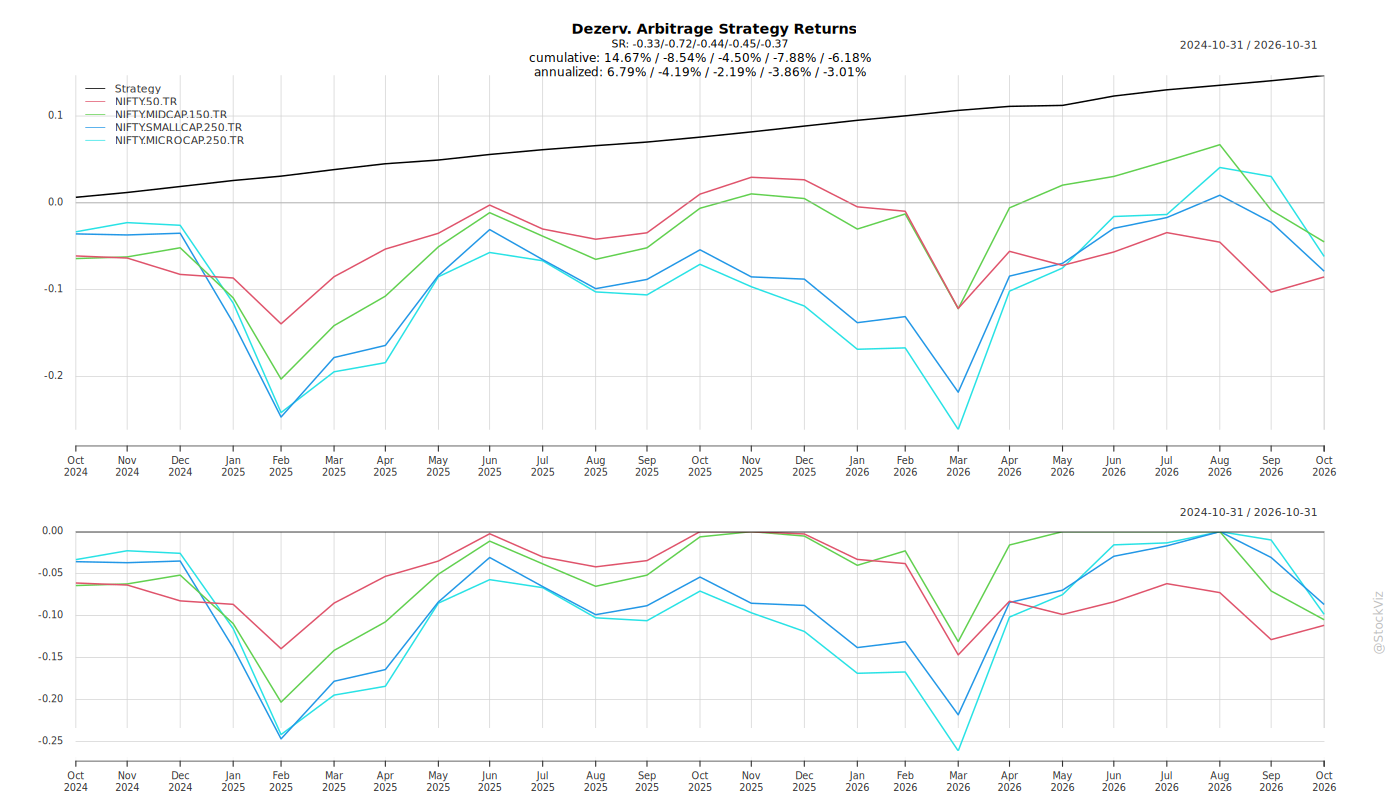 Dezerv. Arbitrage Strategy Returns
SR: -0.33/-0.72/-0.44/-0.45/-0.37
cumulative: 14.67% / -8.54% / -4.50% / -7.88% / -6.18%
annualized: 6.79% / -4.19% / -2.19% / -3.86% / -3.01%
2024-10-31 / 2026-10-31
Strategy
NIFTY.50.TR
NIFTY.MIDCAP.150.TR
NIFTY.SMALLCAP.250.TR
NIFTY.MICROCAP.250.TR
0.1
0.0
-0.1
-0.2
Oct Nov Dec Jan Feb Mar Apr May Jun Jul Aug Sep Oct Nov Dec Jan Feb Mar Apr May Jun Jul Aug Sep Oct
2024 2024 2024 2025 2025 2025 2025 2025 2025 2025 2025 2025 2025 2025 2025 2026 2026 2026 2026 2026 2026 2026 2026 2026 2026
2024-10-31 / 2026-10-31
0.00
-0.05
-0.10
-0.15
-0.20
-0.25
Oct Nov Dec Jan Feb Mar Apr May Jun Jul Aug Sep Oct Nov Dec Jan Feb Mar Apr May Jun Jul Aug Sep Oct
2024 2024 2024 2025 2025 2025 2025 2025 2025 2025 2025 2025 2025 2025 2025 2026 2026 2026 2026 2026 2026 2026 2026 2026 2026
@StockViz